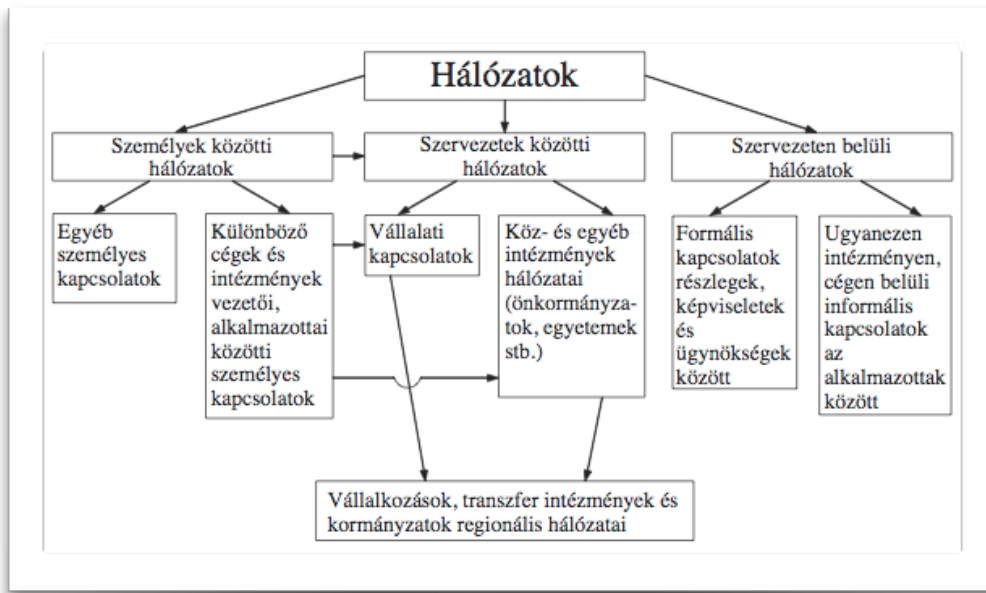 Hálózatok
Személyek közötti
hálózatok
Szervezetek közötti
hálózatok
Szervezeten belüli
hálózatok
Egyéb
személyes
kapcsolatok
Különböző
cégek és
intézmények
vezetői,
alkalmazottai
közötti
személyes
kapcsolatok
Vállalati
kapcsolatok
Köz- és egyéb
intézmények
hálózatai
(önkormányza-
tok, egyetemek
stb.)
Formális
kapcsolatok
részlegek,
képviseletek
és
ügynökségek
között
Ugyanezen
intézményen,
cégen belüli
informális
kapcsolatok
az
alkalmazottak
között
Vállalkozások, transzfer intézmények és
kormányzatok regionális hálózatai